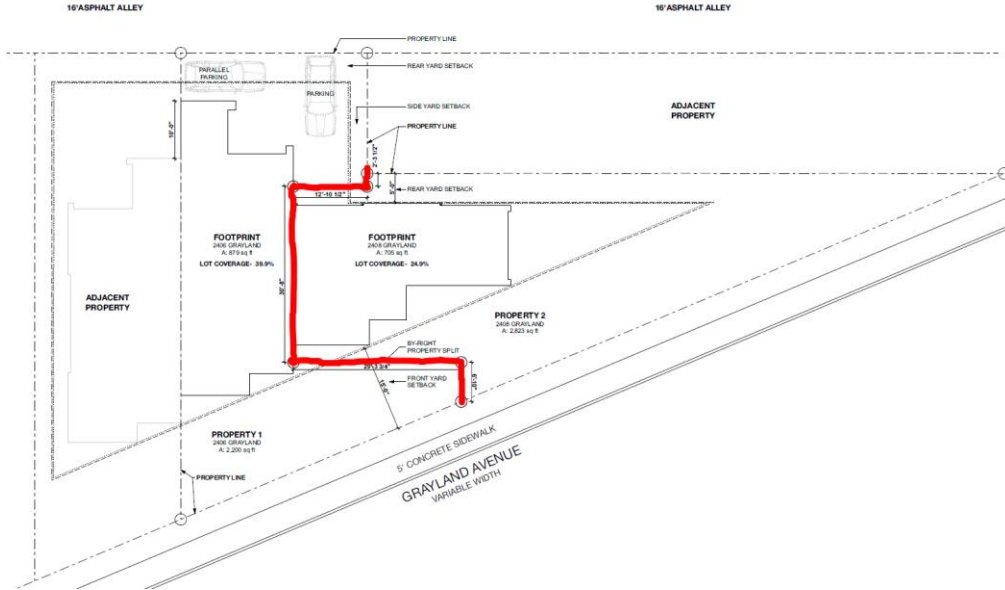 16' ASPHALT ALLEY
16' ASPHALT ALLEY
PROPERTY LINE
REAR YARD SETBACK
PARALLEL
PARKING
PARKING
SIDE YARD SETBACK
PROPERTY LINE
ADJACENT
PROPERTY
10'-0"
2'-3 1/2"
5'-0"
REAR YARD SETBACK
12'-10 1/2"
FOOTPRINT
2406 GRAYLAND
A: 879 sq ft
LOT COVERAGE- 39.9%
FOOTPRINT
2408 GRAYLAND
A: 705 sq ft
LOT COVERAGE- 24.9%
ADJACENT
PROPERTY
PROPERTY 2
2408 GRAYLAND
A: 2,823 sq ft
BY-RIGHT
PROPERTY SPLIT
29'-3 3/4"
FRONT YARD
SETBACK
15'-0"
PROPERTY 1
2406 GRAYLAND
A: 2,200 sq ft
PROPERTY LINE
5' CONCRETE SIDEWALK
GRAYLAND AVENUE
VARIABLE WIDTH